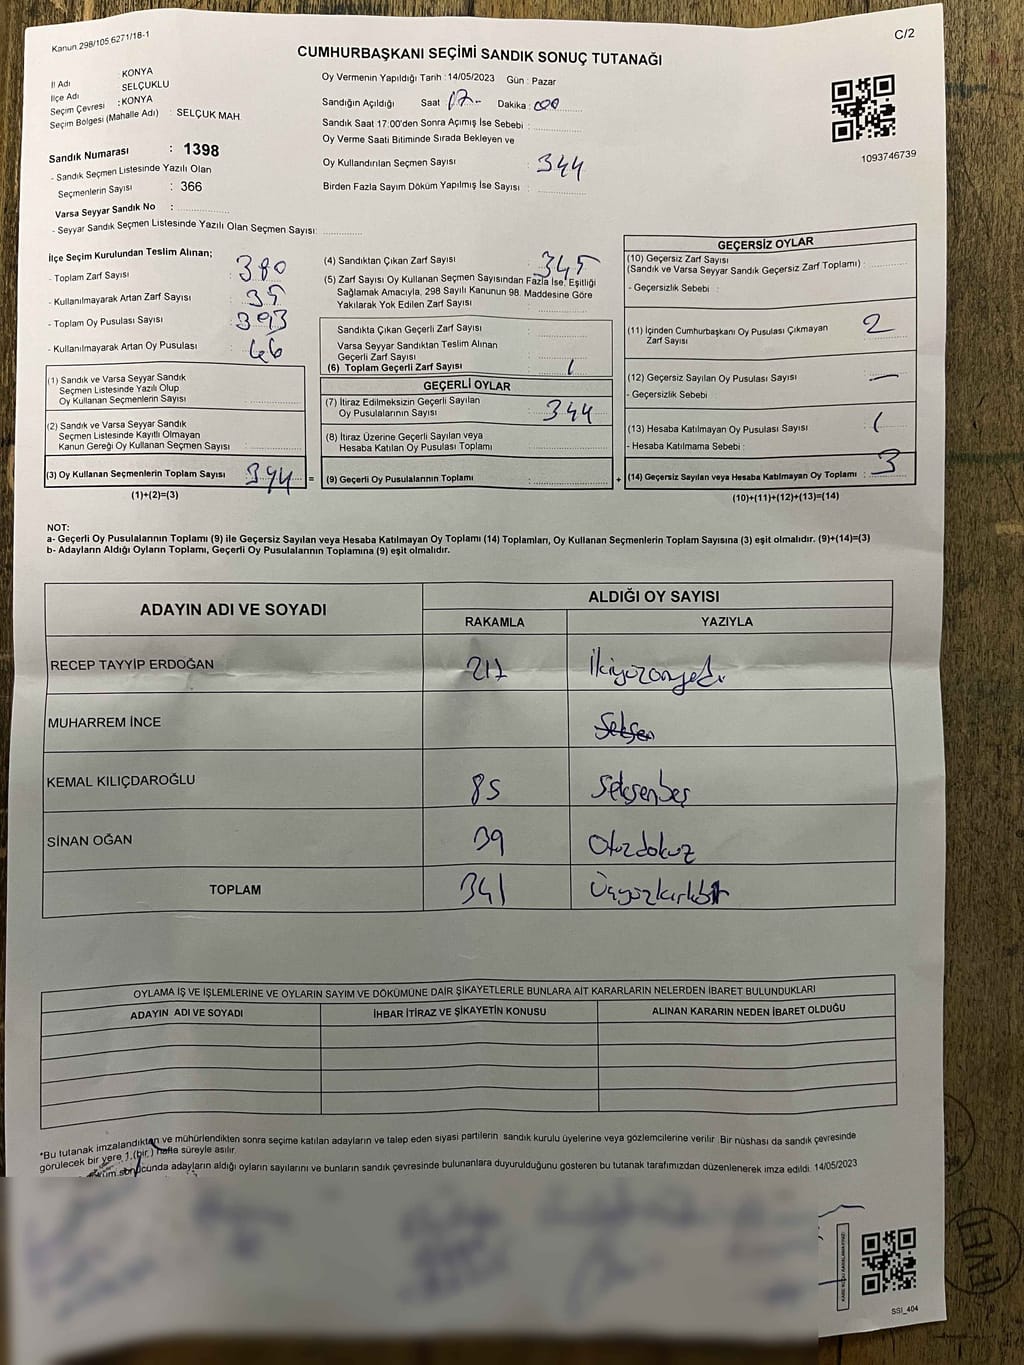 Kanun 298/105 6271/18-1
C/2
CUMHURBAŞKANI SEÇİMİ SANDIK SONUÇ TUTANAĞI
İl Adı KONYA
İlçe Adı SELÇUKLU
Seçim Çevresi : KONYA
Seçim Bölgesi (Mahalle Adı) : SELÇUK MAH.
Sandık Numarası : 1398
- Sandık Seçmen Listesinde Yazılı Olan
Seçmenlerin Sayısı : 366
Varsa Seyyar Sandık No :
- Seyyar Sandık Seçmen Listesinde Yazılı Olan Seçmen Sayısı:
Oy Vermenin Yapıldığı Tarih : 14/05/2023 Gün : Pazar
Sandığın Açıldığı Saat 17- Dakika : 000
Sandık Saat 17:00'den Sonra Açımış İse Sebebi :
Oy Verme Saati Bitiminde Sırada Bekleyen ve
Oy Kullandırılan Seçmen Sayısı : 344
Birden Fazla Sayım Döküm Yapılmış İse Sayısı :
1093746739
İlçe Seçim Kurulundan Teslim Alınan;
- Toplam Zarf Sayısı : 380
- Kullanılmayarak Artan Zarf Sayısı : 35
- Toplam Oy Pusulası Sayısı : 393
- Kullanılmayarak Artan Oy Pusulası : 46
(1) Sandık ve Varsa Seyyar Sandık
Seçmen Listesinde Yazılı Olup
Oy Kullanan Seçmenlerin Sayısı :
(2) Sandık ve Varsa Seyyar Sandık
Seçmen Listesinde Kayıtlı Olmayan
Kanun Gereği Oy Kullanan Seçmen Sayısı :
(3) Oy Kullanan Seçmenlerin Toplam Sayısı : 344 =
(1)+(2)=(3)
(4) Sandıktan Çıkan Zarf Sayısı : 345
(5) Zarf Sayısı Oy Kullanan Seçmen Sayısından Fazla İse, Eşitliği
Sağlamak Amacıyla, 298 Sayılı Kanunun 98. Maddesine Göre
Yakılarak Yok Edilen Zarf Sayısı :
Sandıkta Çıkan Geçerli Zarf Sayısı :
Varsa Seyyar Sandıktan Teslim Alınan
Geçerli Zarf Sayısı :
(6) Toplam Geçerli Zarf Sayısı : 1
GEÇERLİ OYLAR
(7) İtiraz Edilmeksizin Geçerli Sayılan
Oy Pusulalarının Sayısı : 344
(8) İtiraz Üzerine Geçerli Sayılan veya
Hesaba Katılan Oy Pusulası Toplamı :
(9) Geçerli Oy Pusulalarının Toplamı : +
GEÇERSİZ OYLAR
(10) Geçersiz Zarf Sayısı
(Sandık ve Varsa Seyyar Sandık Geçersiz Zarf Toplamı) :
- Geçersizlik Sebebi :
(11) İçinden Cumhurbaşkanı Oy Pusulası Çıkmayan
Zarf Sayısı : 2
(12) Geçersiz Sayılan Oy Pusulası Sayısı : —
- Geçersizlik Sebebi :
(13) Hesaba Katılmayan Oy Pusulası Sayısı : 1
- Hesaba Katılmama Sebebi :
(14) Geçersiz Sayılan veya Hesaba Katılmayan Oy Toplamı : 3
(10)+(11)+(12)+(13)=(14)
NOT:
a- Geçerli Oy Pusulalarının Toplamı (9) ile Geçersiz Sayılan veya Hesaba Katılmayan Oy Toplamı (14) Toplamları, Oy Kullanan Seçmenlerin Toplam Sayısına (3) eşit olmalıdır. (9)+(14)=(3)
b- Adayların Aldığı Oyların Toplamı, Geçerli Oy Pusulalarının Toplamına (9) eşit olmalıdır.
ADAYIN ADI VE SOYADI ALDIĞI OY SAYISI
RAKAMLA YAZIYLA
RECEP TAYYİP ERDOĞAN 217 İkiyüzonyedi
MUHARREM İNCE Seksen
KEMAL KILIÇDAROĞLU 85 Seksenbeş
SİNAN OĞAN 39 Otuzdokuz
TOPLAM 341 Üçyüzkırkbir
OYLAMA İŞ VE İŞLEMLERİNE VE OYLARIN SAYIM VE DÖKÜMÜNE DAİR ŞİKAYETLERLE BUNLARA AİT KARARLARIN NELERDEN İBARET BULUNDUKLARI
ADAYIN ADI VE SOYADI İHBAR İTİRAZ VE ŞİKAYETİN KONUSU ALINAN KARARIN NEDEN İBARET OLDUĞU
*Bu tutanak imzalandıktan ve mühürlendikten sonra seçime katılan adayların ve talep eden siyasi partilerin sandık kurulu üyelerine veya gözlemcilerine verilir. Bir nüshası da sandık çevresinde
görülecek bir yere 1 (bir) hafta süreyle asılır.
sonucunda adayların aldığı oyların sayılarını ve bunların sandık çevresinde bulunanlara duyurulduğunu gösteren bu tutanak tarafımızdan düzenlenerek imza edildi. 14/05/2023
EVET
SSI_404